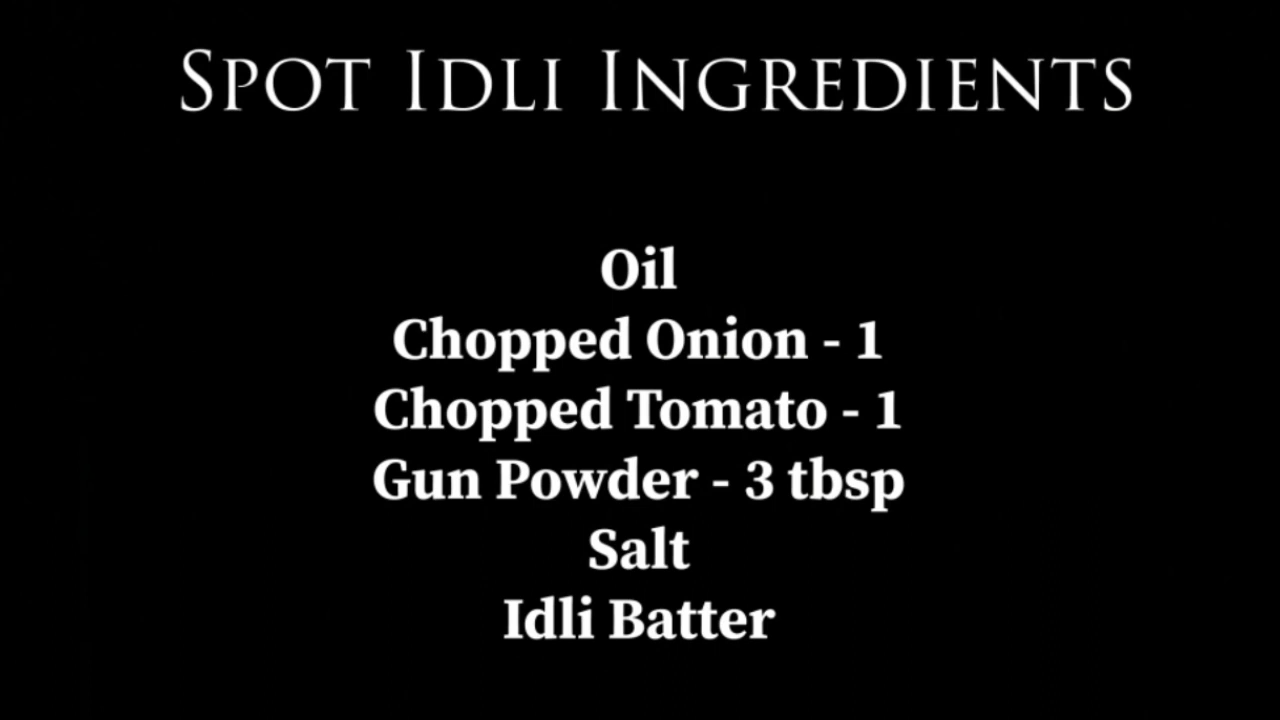 Spot Idli Ingredients
Oil
Chopped Onion - 1
Chopped Tomato - 1
Gun Powder - 3 tbsp
Salt
Idli Batter